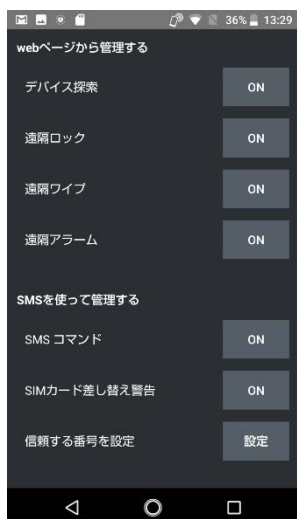 36% 13:29
webページから管理する
デバイス探索 ON
遠隔ロック ON
遠隔ワイプ ON
遠隔アラーム ON
SMSを使って管理する
SMS コマンド ON
SIMカード差し替え警告 ON
信頼する番号を設定 設定